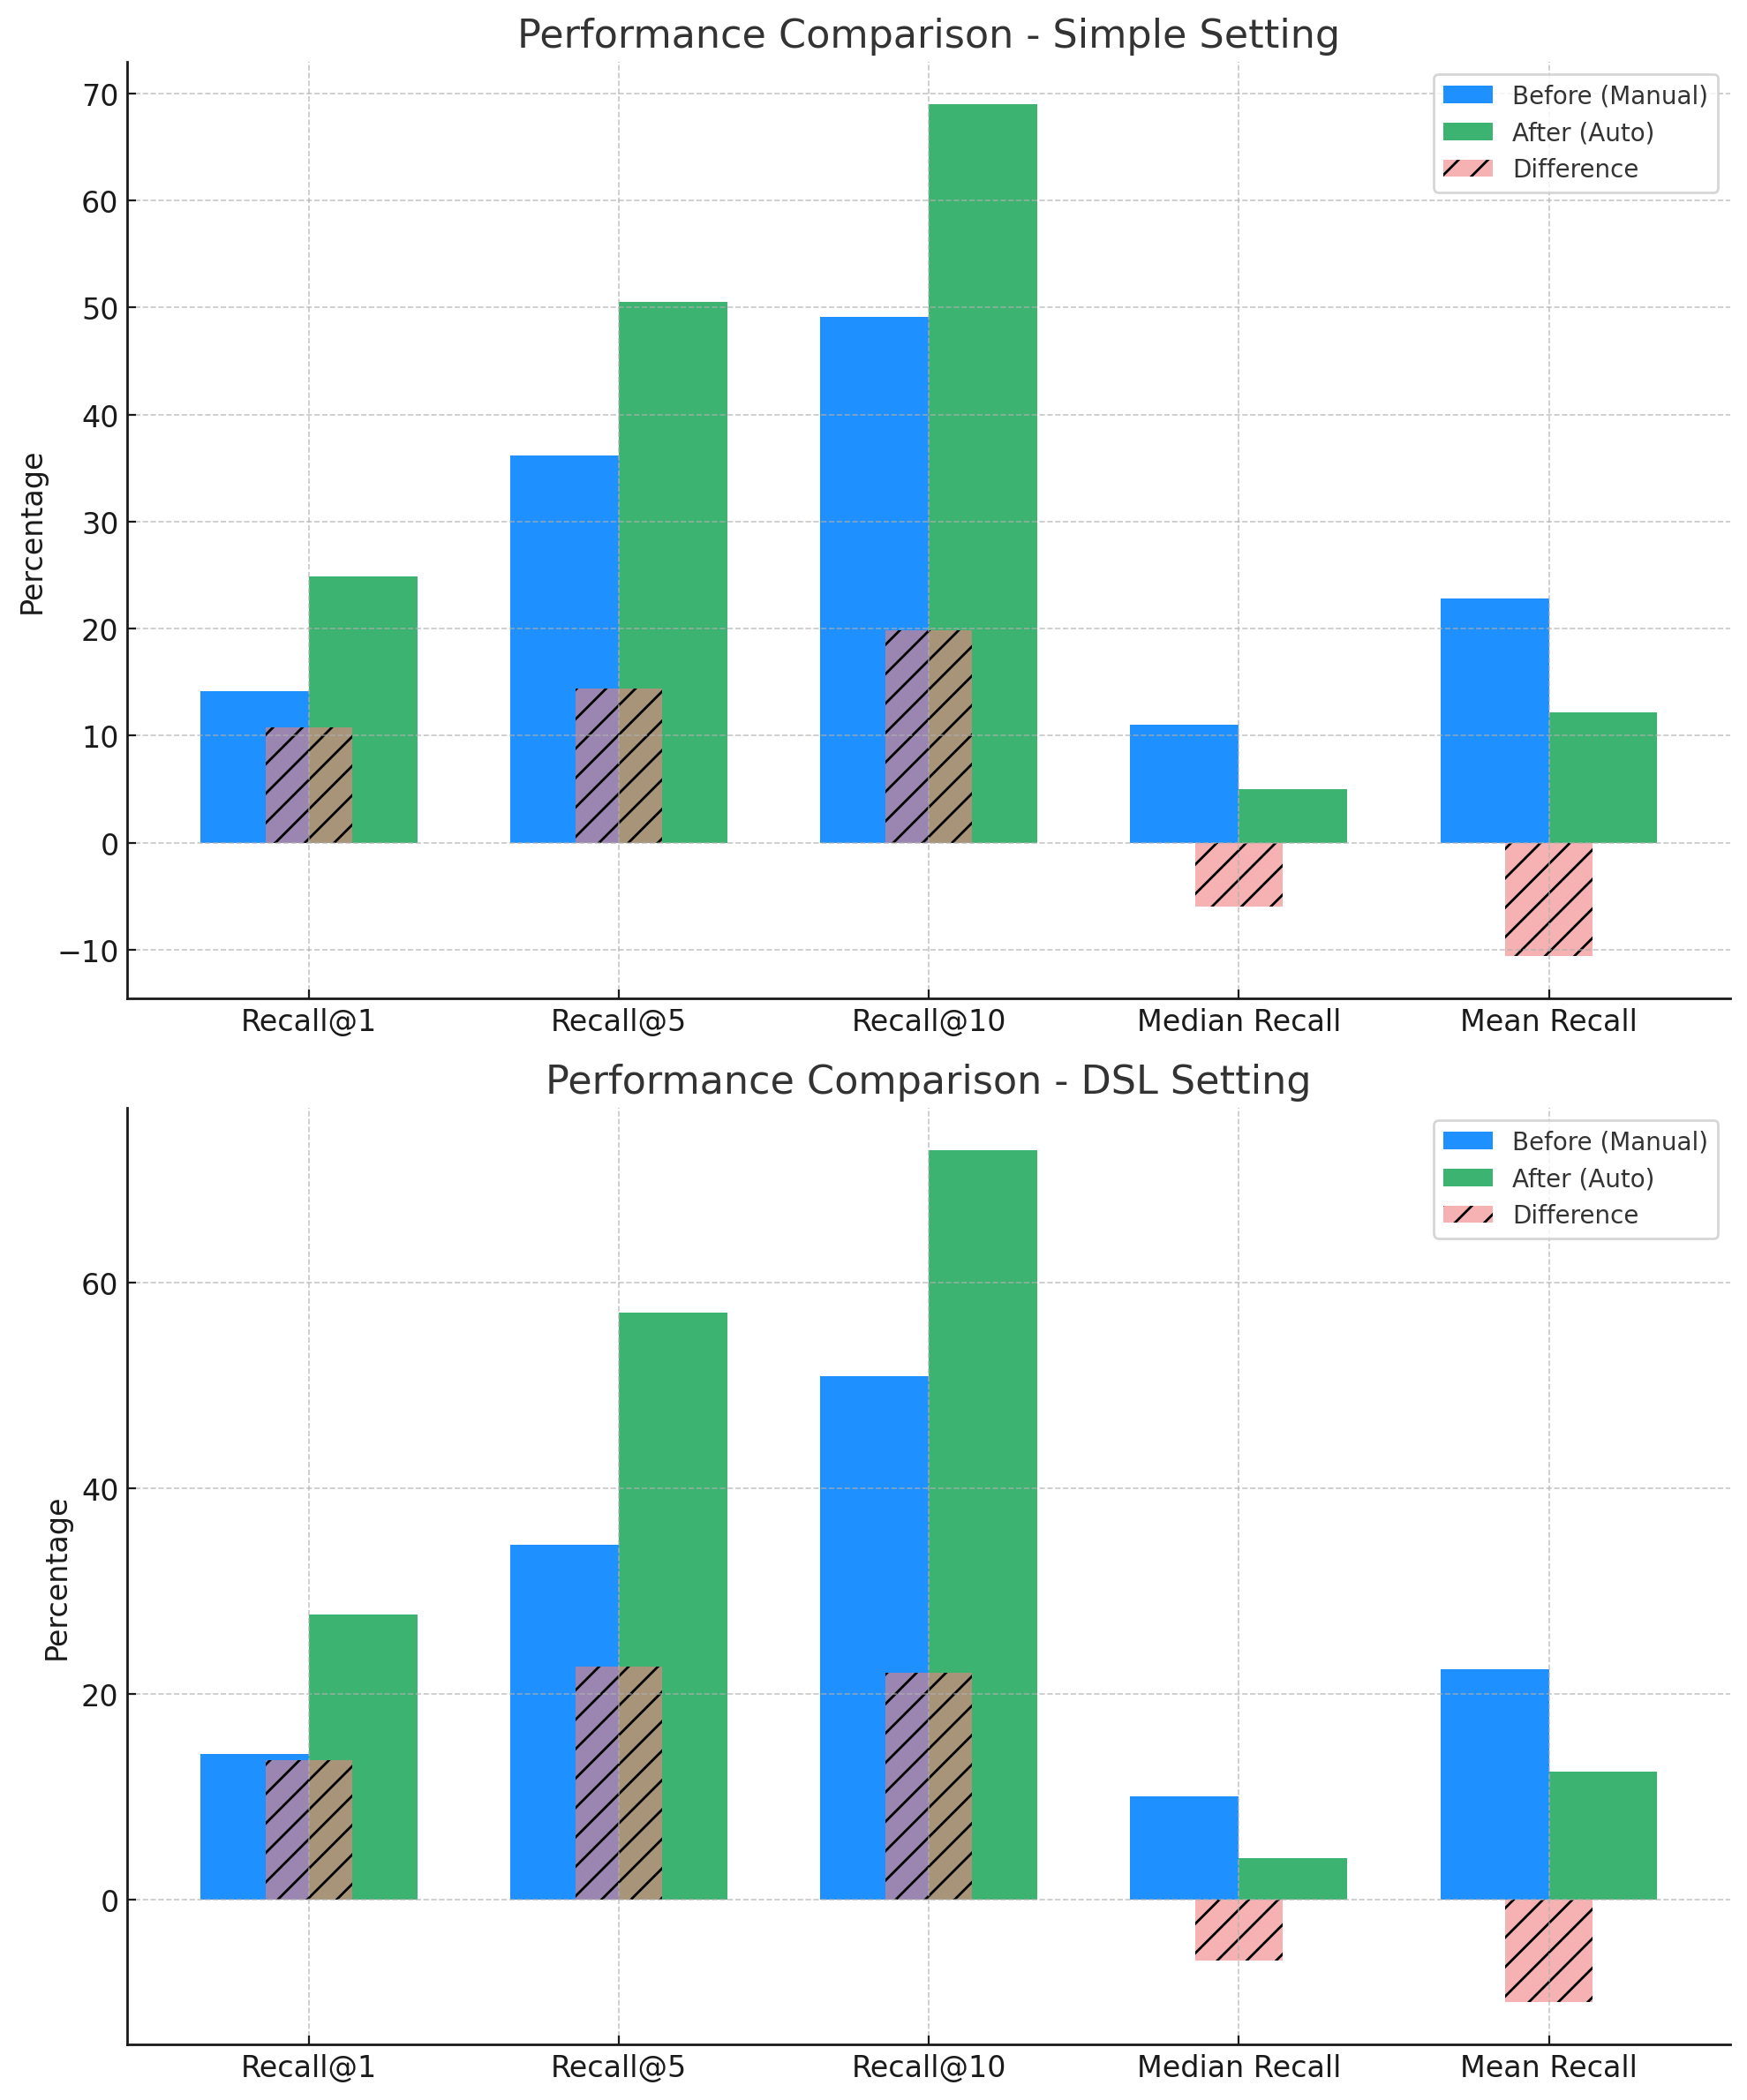 Performance Comparison - Simple Setting
Before (Manual)
After (Auto)
Difference
Percentage
70
60
50
40
30
20
10
0
−10
Recall@1 Recall@5 Recall@10 Median Recall Mean Recall
Performance Comparison - DSL Setting
Before (Manual)
After (Auto)
Difference
Percentage
60
40
20
0
Recall@1 Recall@5 Recall@10 Median Recall Mean Recall